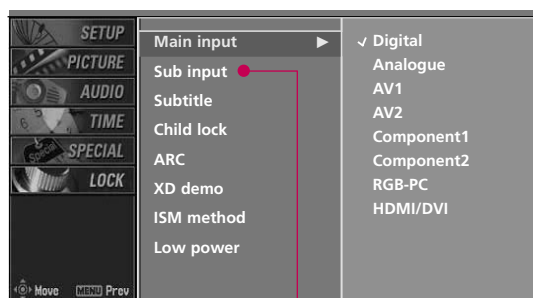 SETUP
PICTURE
AUDIO
TIME
SPECIAL
LOCK
Move MENU Prev
Main input
Sub input
Subtitle
Child lock
ARC
XD demo
ISM method
Low power
Digital
Analogue
AV1
AV2
Component1
Component2
RGB-PC
HDMI/DVI